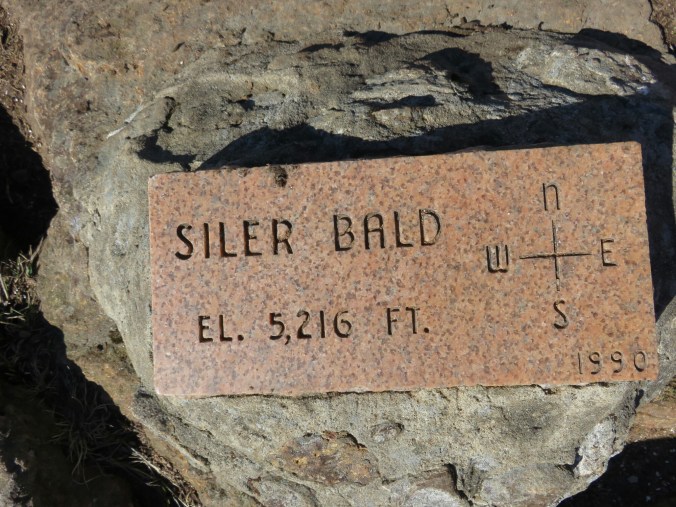 SILER BALD
EL. 5,216 FT.
n
W E
S
1990